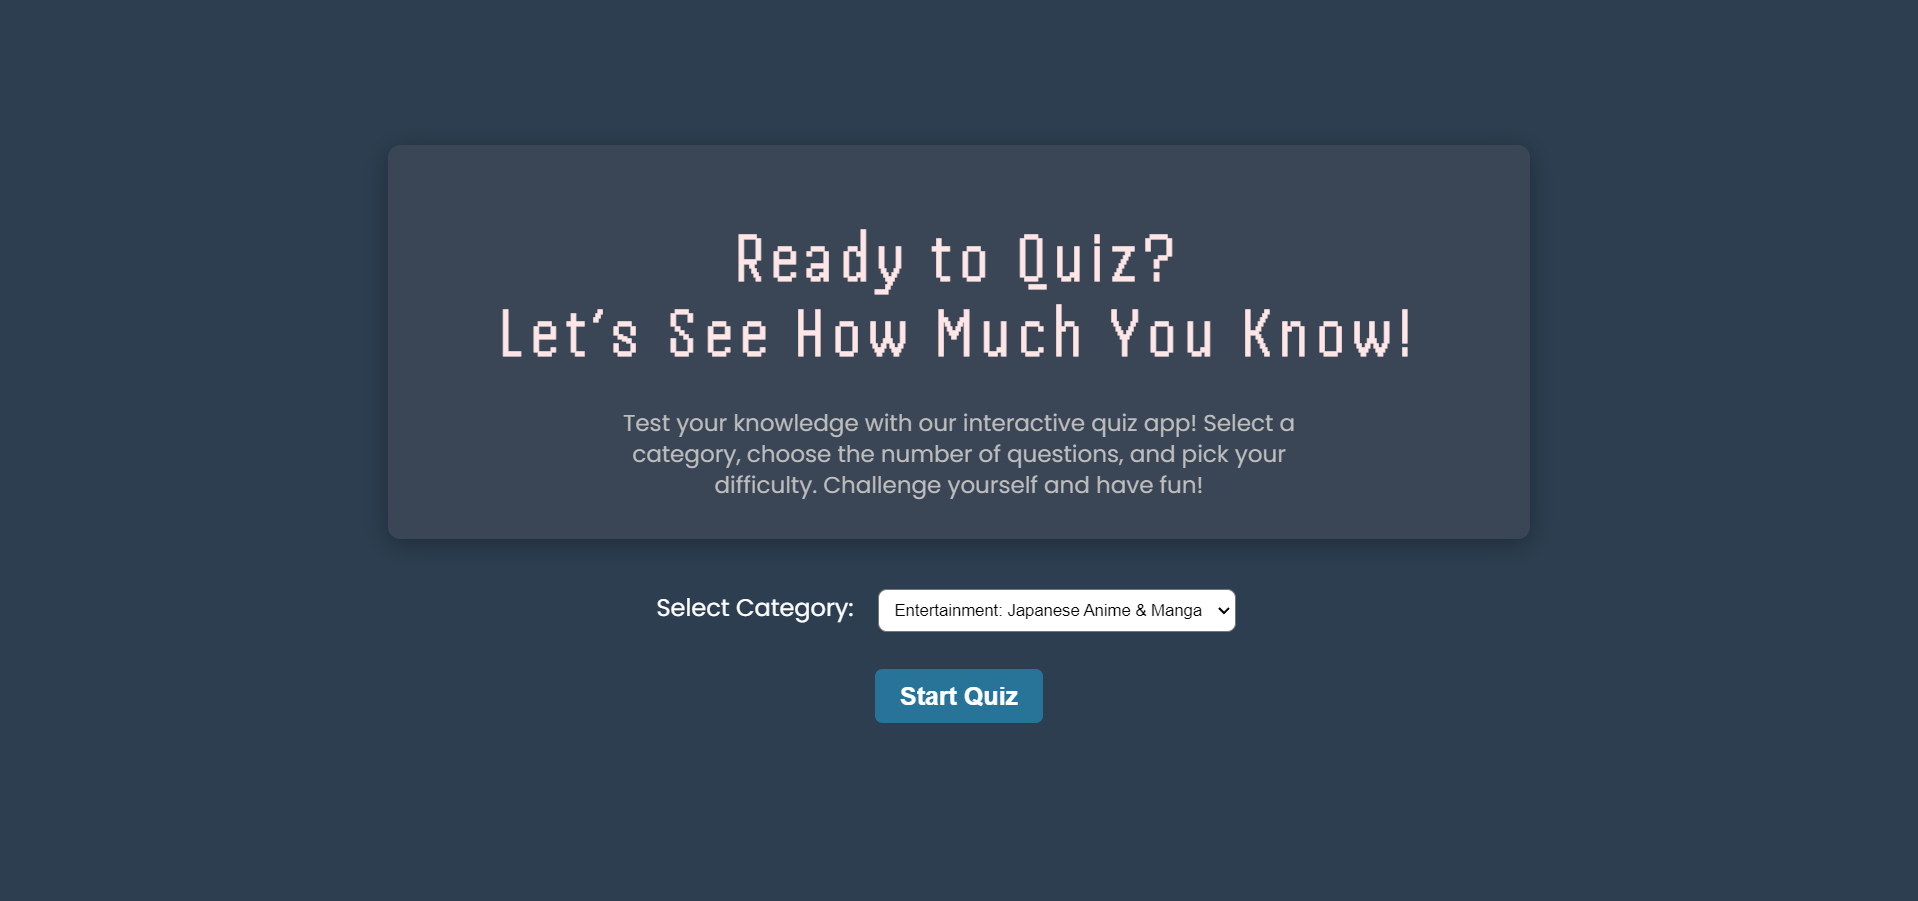 Ready to Quiz?
Let's See How Much You Know!
Test your knowledge with our interactive quiz app! Select a
category, choose the number of questions, and pick your
difficulty. Challenge yourself and have fun!
Select Category: Entertainment: Japanese Anime & Manga
Start Quiz